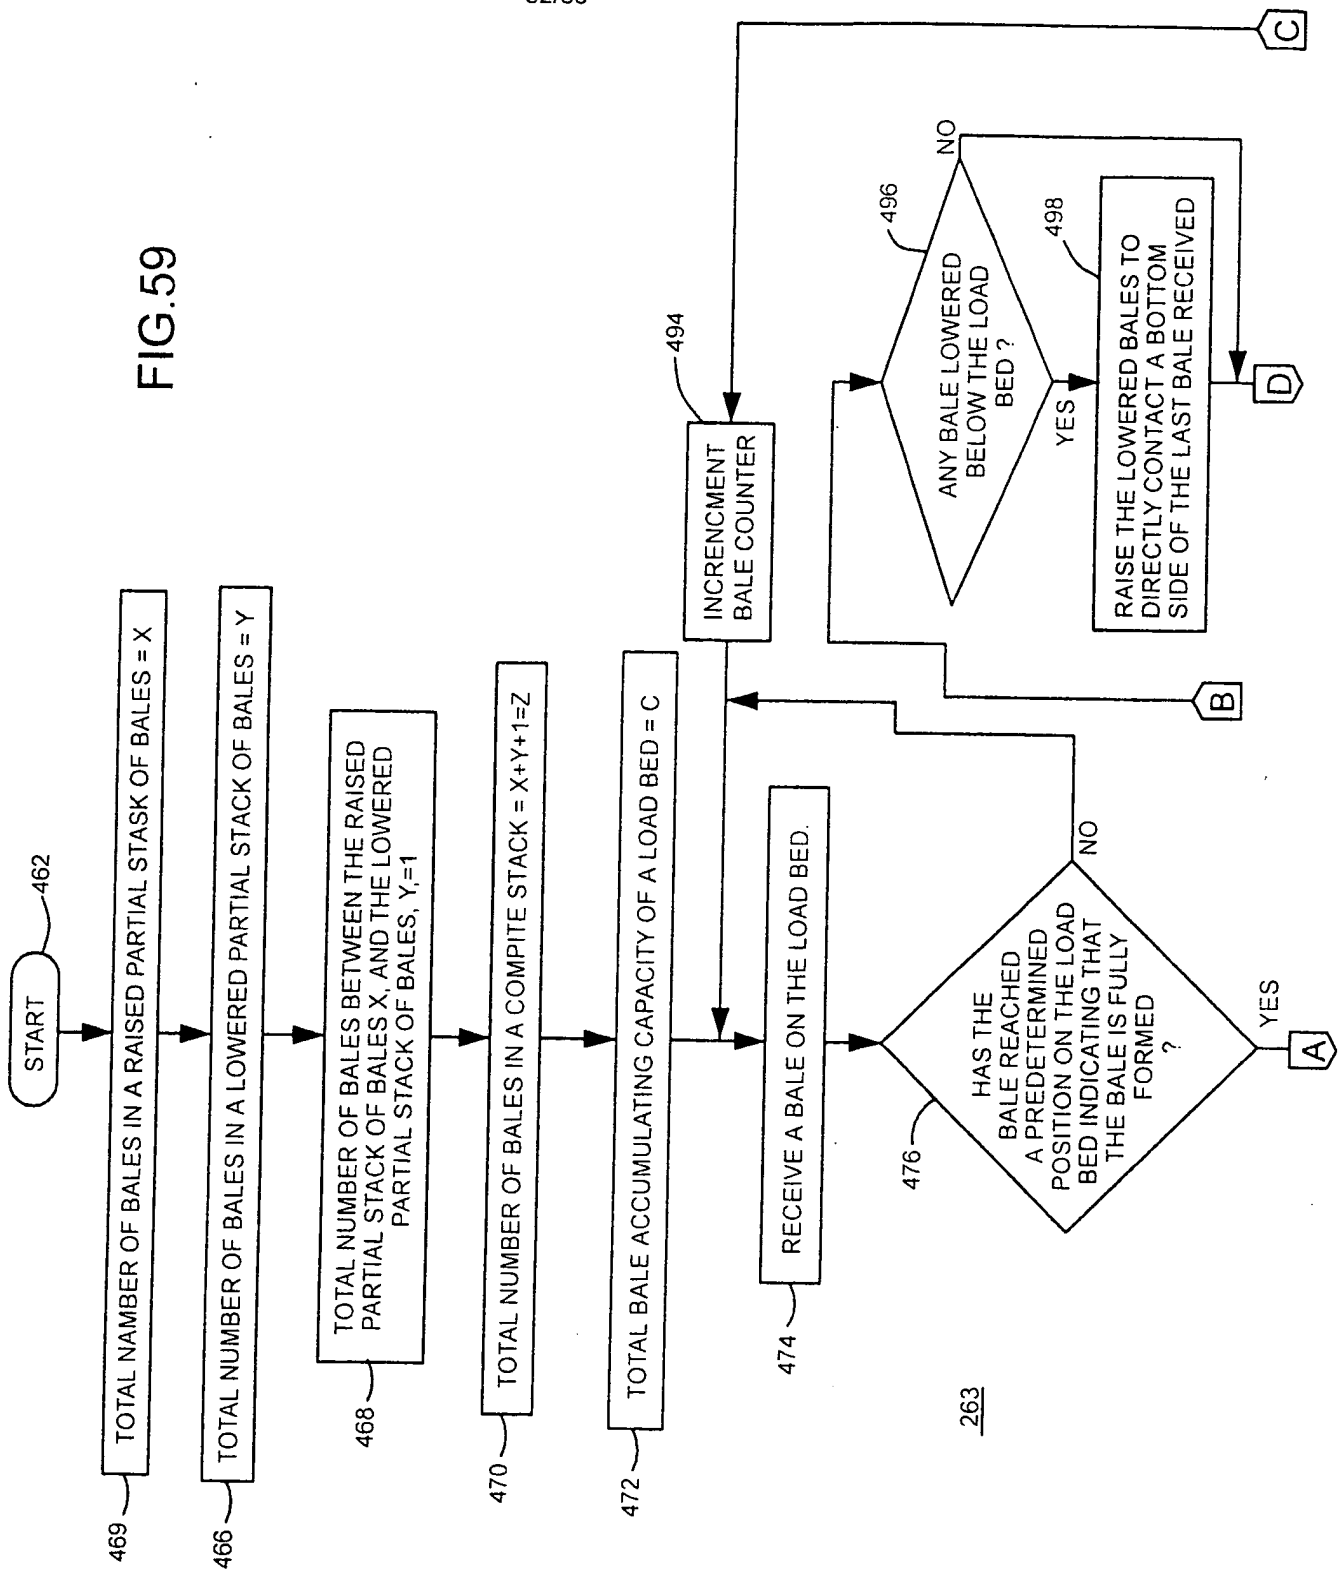 FIG.59
START
462
TOTAL NAMBER OF BALES IN A RAISED PARTIAL STASK OF BALES = X
469
TOTAL NUMBER OF BALES IN A LOWERED PARTIAL STACK OF BALES = Y
466
TOTAL NUMBER OF BALES BETWEEN THE RAISED
PARTIAL STACK OF BALES X, AND THE LOWERED
PARTIAL STACK OF BALES, Y,=1
468
TOTAL NUMBER OF BALES IN A COMPITE STACK = X+Y+1=Z
470
TOTAL BALE ACCUMULATING CAPACITY OF A LOAD BED = C
472
RECEIVE A BALE ON THE LOAD BED.
474
HAS THE
BALE REACHED
A PREDETERMINED
POSITION ON THE LOAD
BED INDICATING THAT
THE BALE IS FULLY
FORMED
?
476
NO
YES
A
263
INCRENCMENT
BALE COUNTER
494
C
B
ANY BALE LOWERED
BELOW THE LOAD
BED ?
496
NO
YES
RAISE THE LOWERED BALES TO
DIRECTLY CONTACT A BOTTOM
SIDE OF THE LAST BALE RECEIVED
498
D